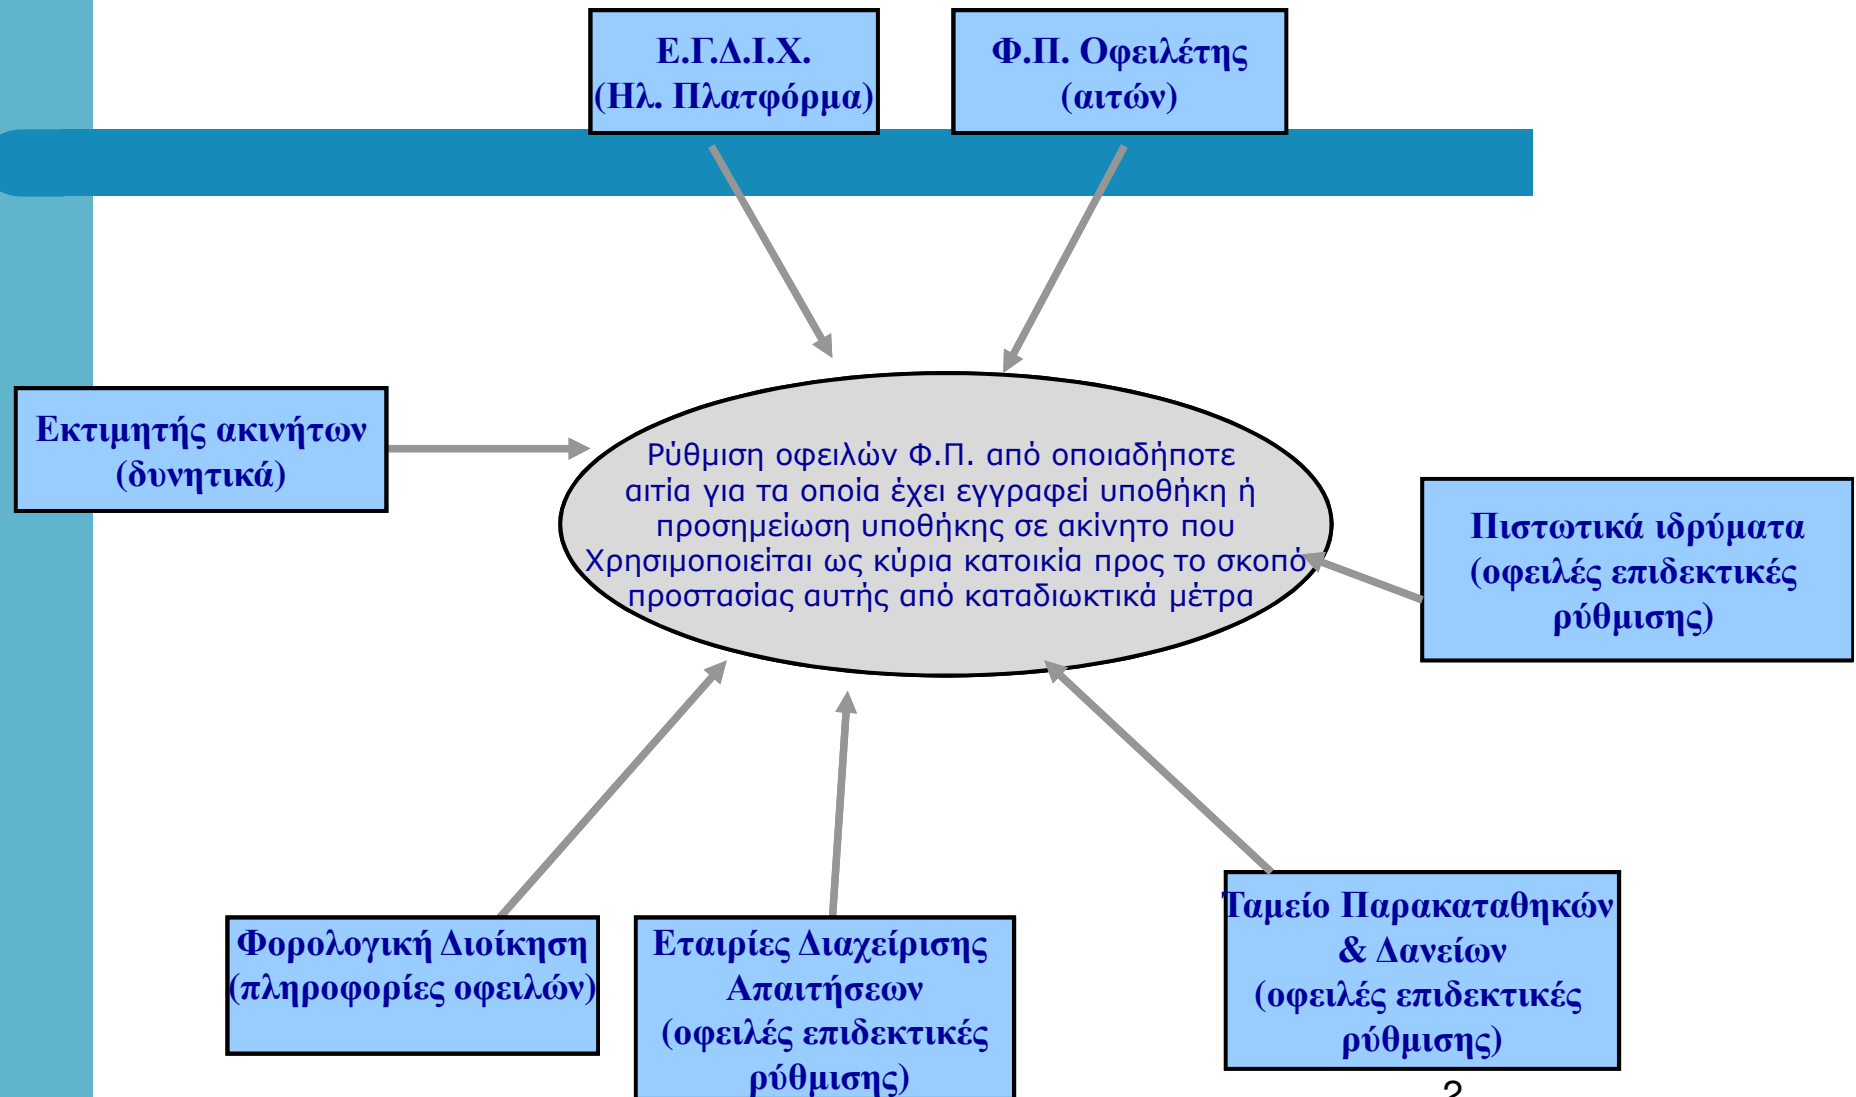 Ε.Γ.Δ.Ι.Χ.
(Ηλ. Πλατφόρμα)
Φ.Π. Οφειλέτης
(αιτών)
Εκτιμητής ακινήτων
(δυνητικά)
Ρύθμιση οφειλών Φ.Π. από οποιαδήποτε
αιτία για τα οποία έχει εγγραφεί υποθήκη ή
προσημείωση υποθήκης σε ακίνητο που
Χρησιμοποιείται ως κύρια κατοικία προς το σκοπό
προστασίας αυτής από καταδιωκτικά μέτρα
Πιστωτικά ιδρύματα
(οφειλές επιδεκτικές
ρύθμισης)
Φορολογική Διοίκηση
(πληροφορίες οφειλών)
Εταιρίες Διαχείρισης
Απαιτήσεων
(οφειλές επιδεκτικές
ρύθμισης)
Ταμείο Παρακαταθηκών
& Δανείων
(οφειλές επιδεκτικές
ρύθμισης)
2